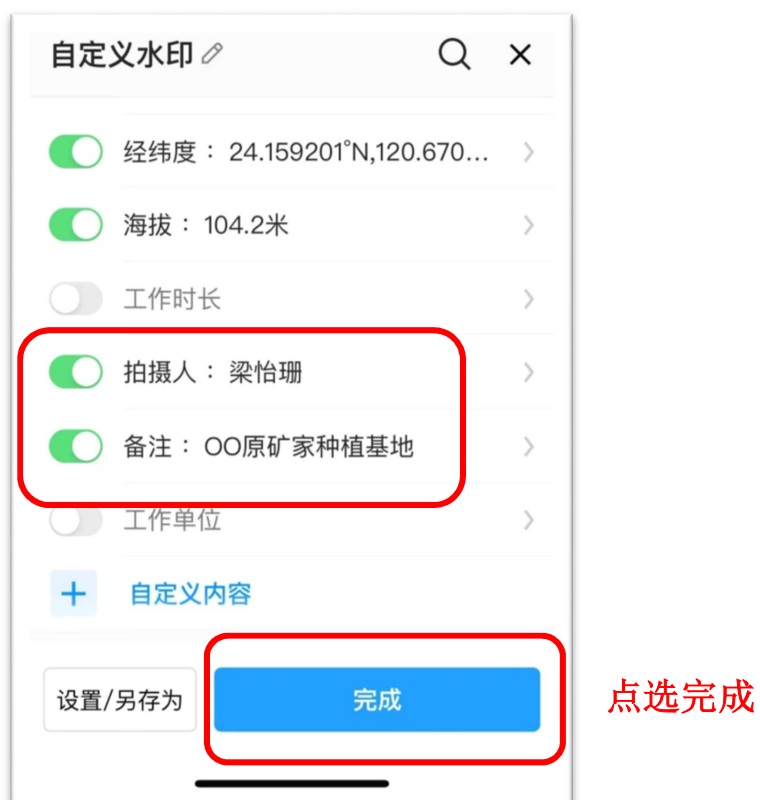 自定义水印
经纬度：24.159201°N,120.670...
海拔：104.2米
工作时长
拍摄人：梁怡珊
备注：OO原矿家种植基地
工作单位
+ 自定义内容
设置/另存为
完成
点选完成